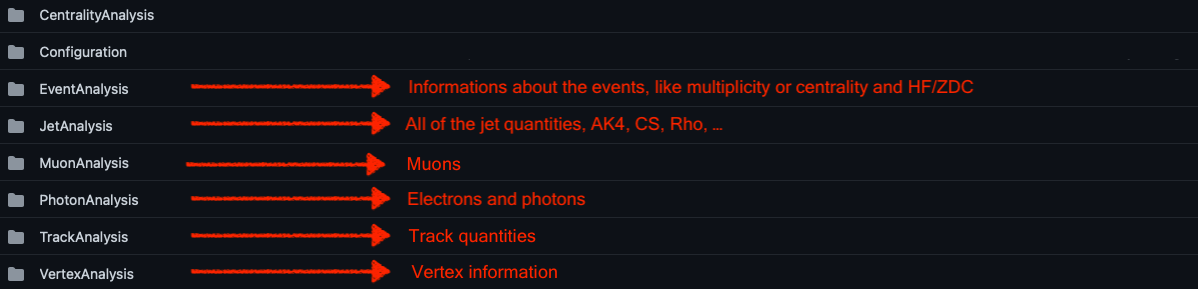 CentralityAnalysis
Configuration
EventAnalysis Informations about the events, like multiplicity or centrality and HF/ZDC
JetAnalysis All of the jet quantities, AK4, CS, Rho, ...
MuonAnalysis Muons
PhotonAnalysis Electrons and photons
TrackAnalysis Track quantities
VertexAnalysis Vertex information